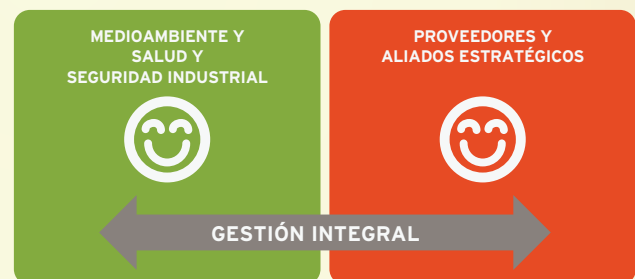 MEDIOAMBIENTE Y
SALUD Y
SEGURIDAD INDUSTRIAL
PROVEEDORES Y
ALIADOS ESTRATÉGICOS
GESTIÓN INTEGRAL